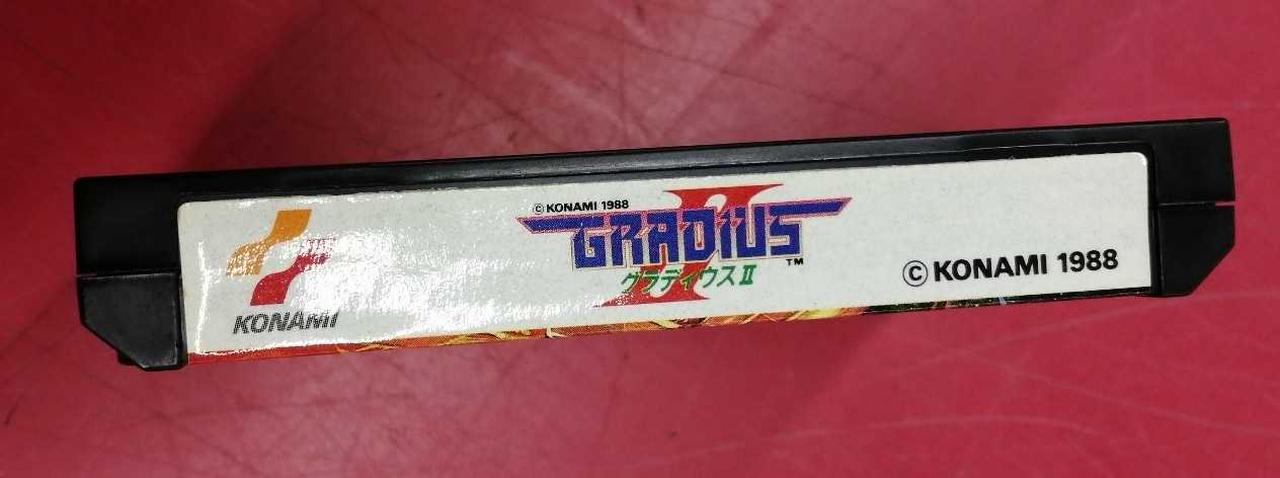 KONAMI
© KONAMI 1988
GRADIUS
II
TM
グラディウスⅡ
© KONAMI 1988